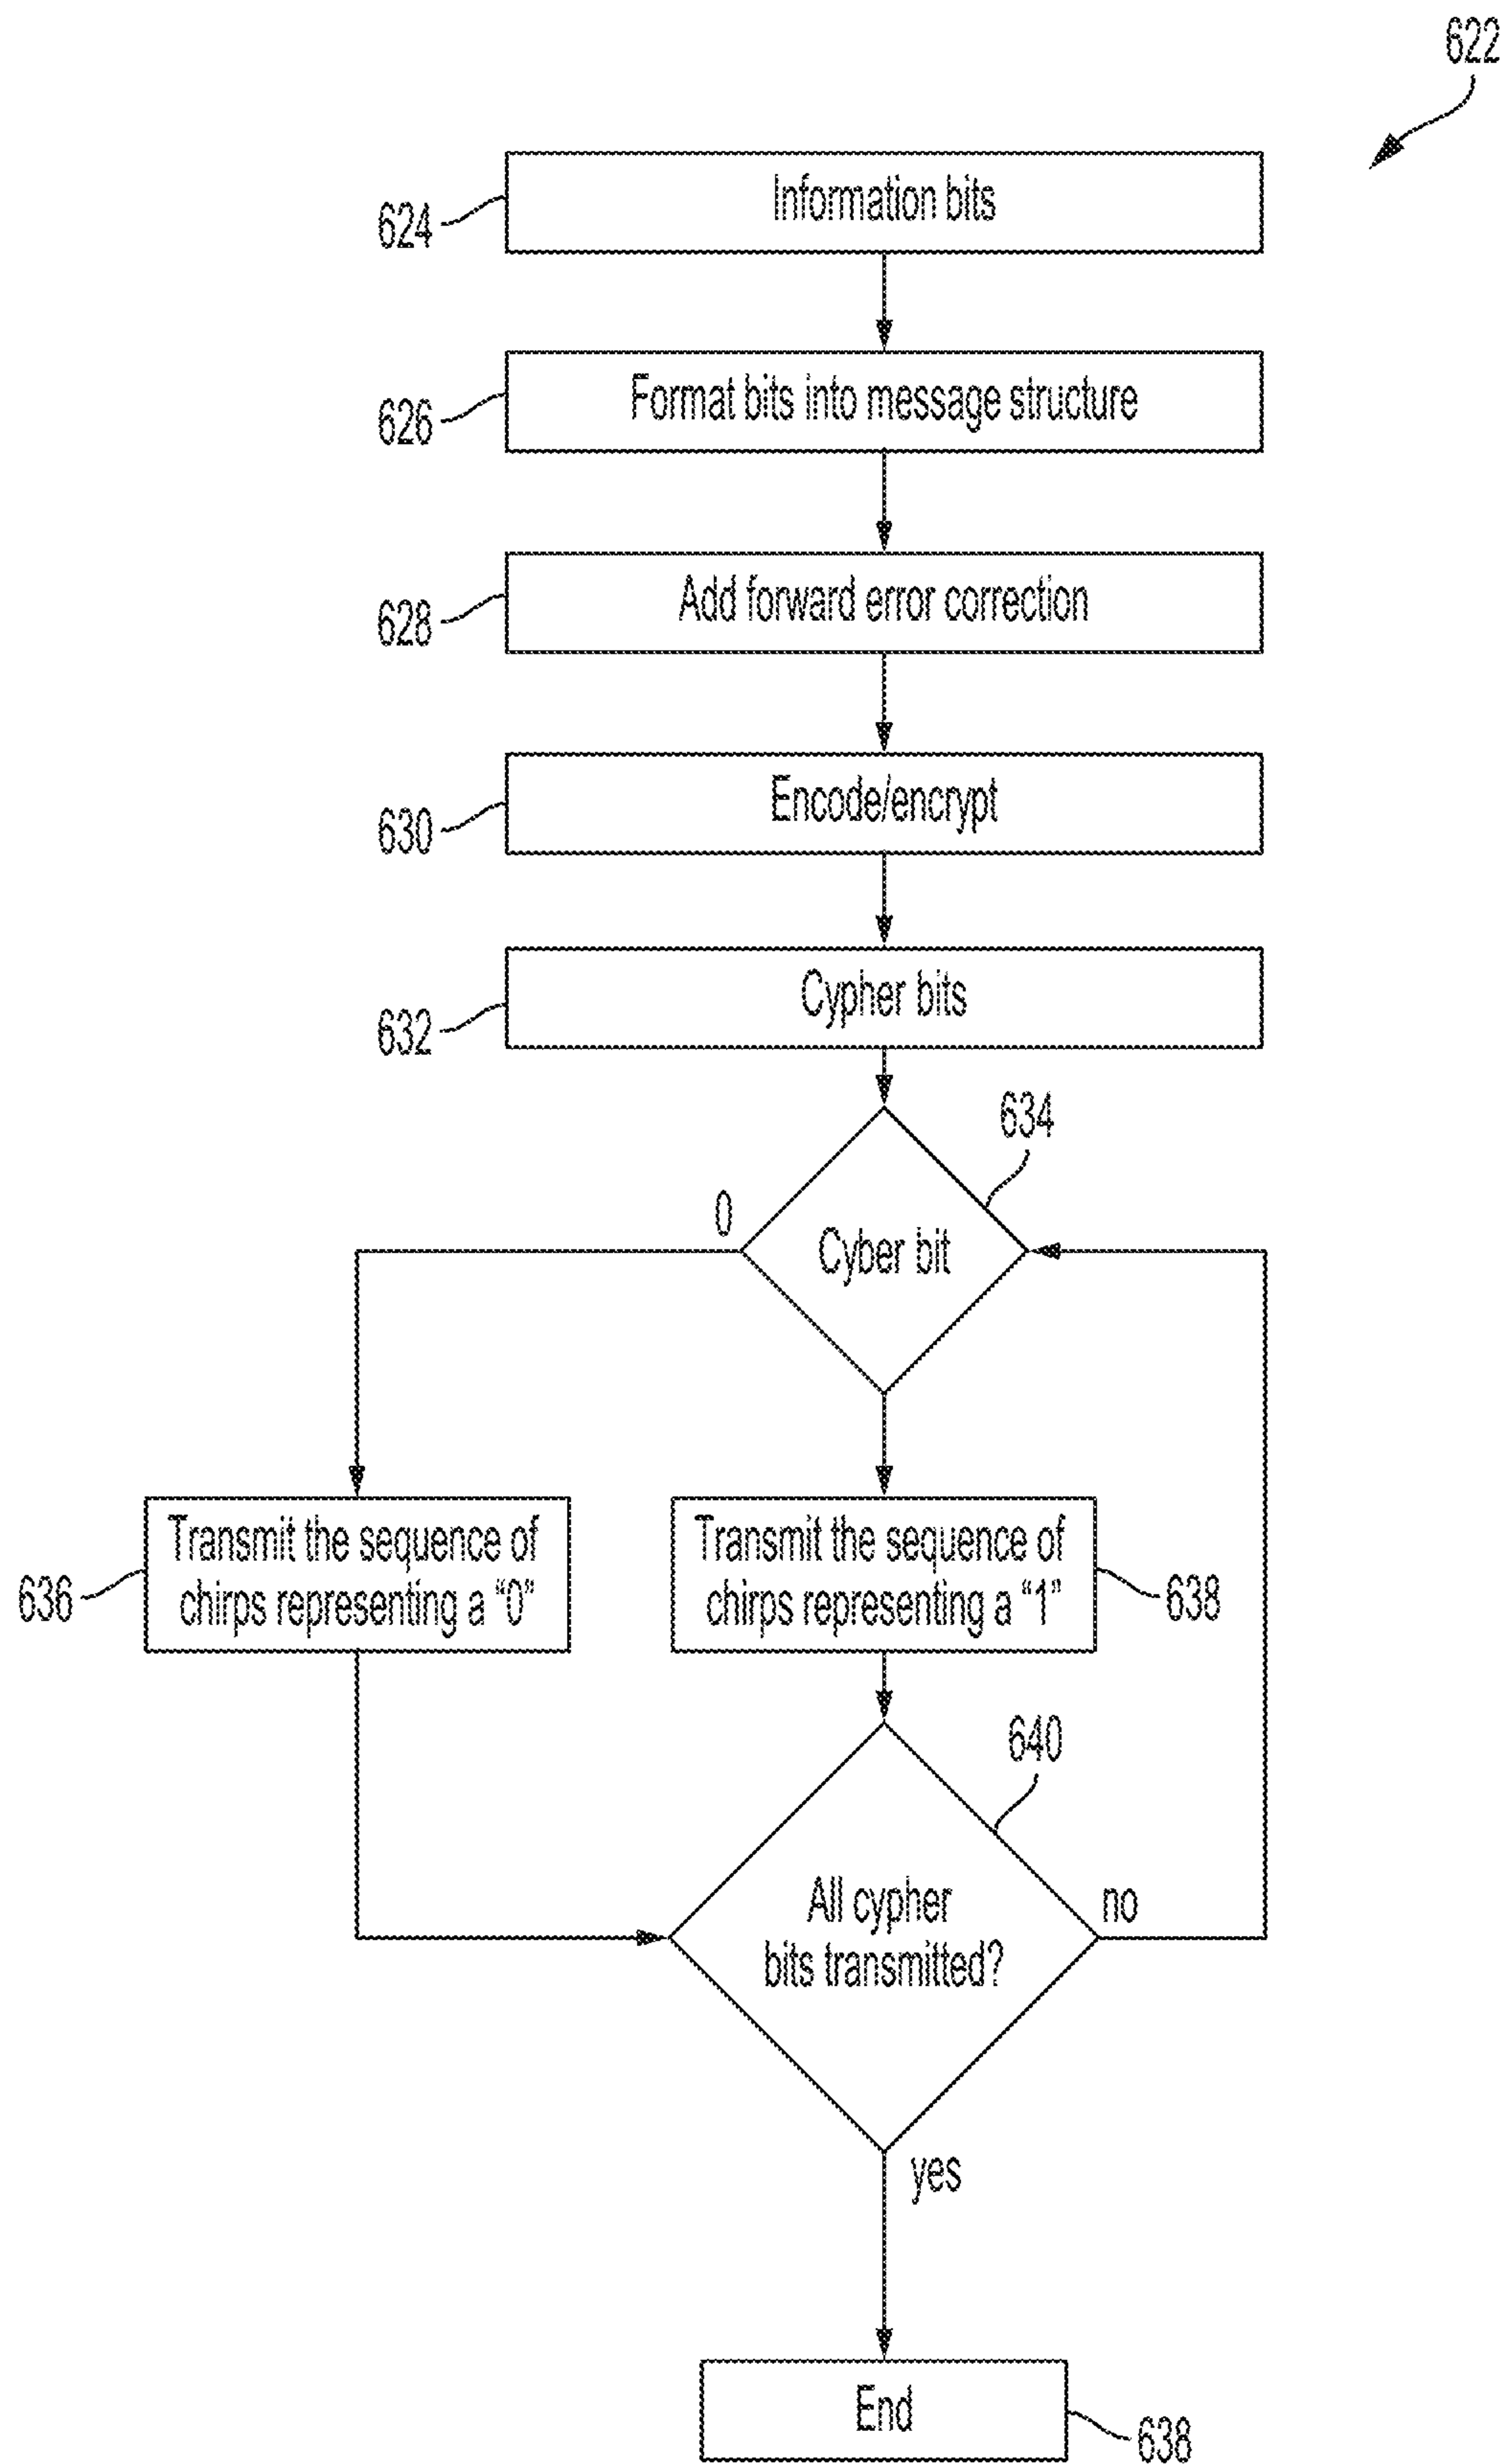 622
Information bits
624
Format bits into message structure
626
Add forward error correction
628
Encode/encrypt
630
Cypher bits
632
634
0
Cyber bit
Transmit the sequence of
chirps representing a “0”
636
Transmit the sequence of
chirps representing a “1”
638
640
All cypher
bits transmitted?
no
yes
End
638